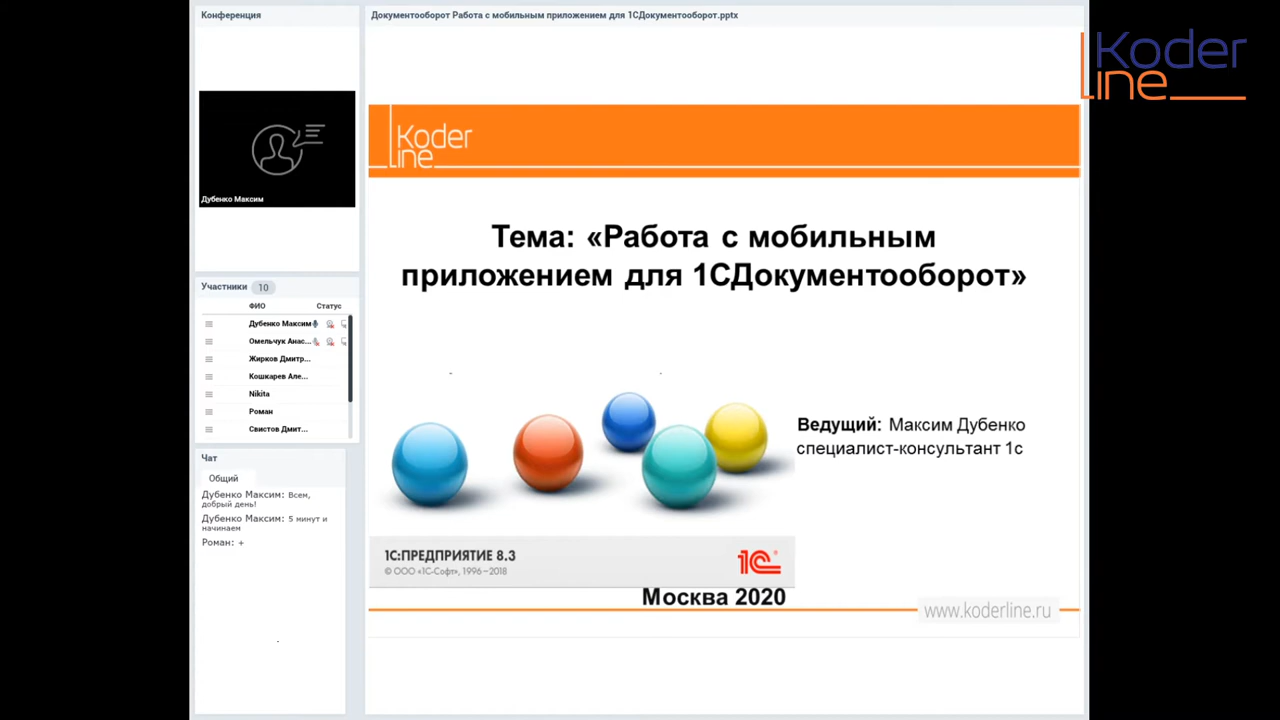 Конференция
Документооборот Работа с мобильным приложением для 1СДокументооборот.pptx
Koder
line
Дубенко Максим
Участники 10
ФИО Статус
Дубенко Максим
Омельчук Анас...
Жирков Дмитр...
Кошкарев Але...
Nikita
Роман
Свистов Дмит...
Чат
Общий
Дубенко Максим: Всем,
добрый день!
Дубенко Максим: 5 минут и
начинаем
Роман: +
Koder
line
Тема: «Работа с мобильным
приложением для 1СДокументооборот»
Ведущий: Максим Дубенко
специалист-консультант 1с
1С:ПРЕДПРИЯТИЕ 8.3
© ООО «1С-Софт», 1996–2018
1С®
Москва 2020
www.koderline.ru